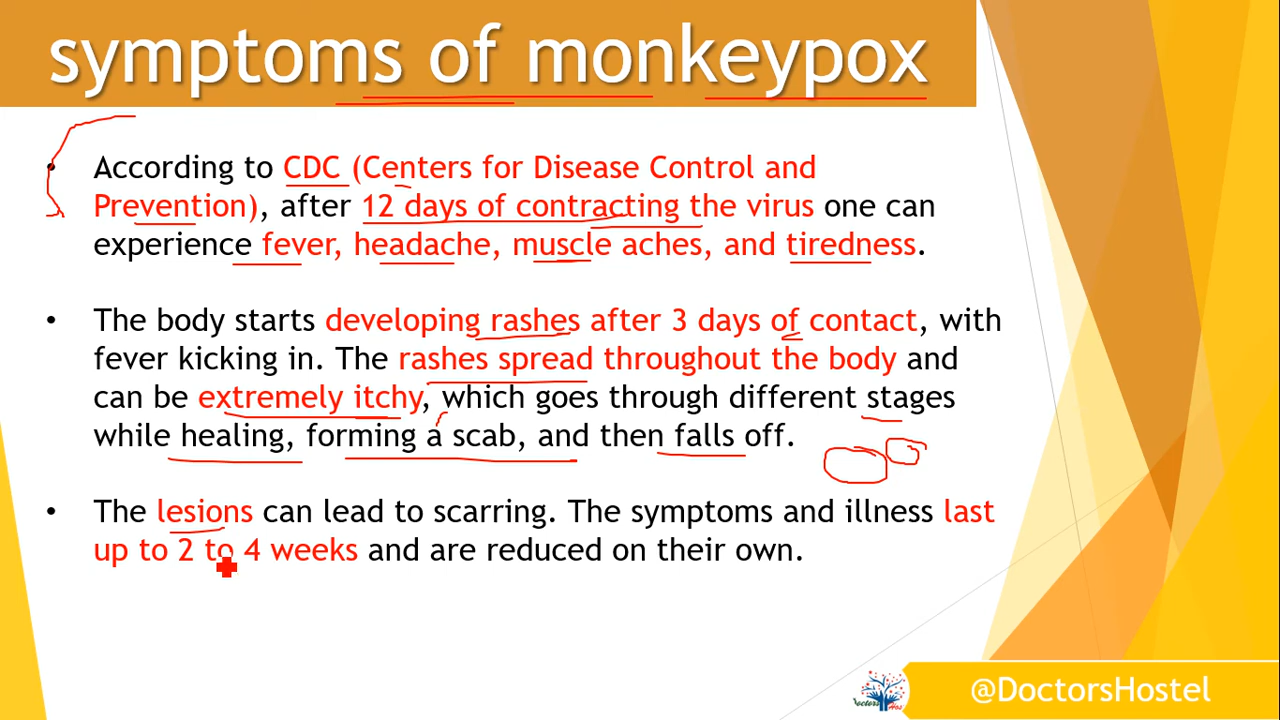 symptoms of monkeypox
• According to CDC (Centers for Disease Control and
Prevention), after 12 days of contracting the virus one can
experience fever, headache, muscle aches, and tiredness.
• The body starts developing rashes after 3 days of contact, with
fever kicking in. The rashes spread throughout the body and
can be extremely itchy, which goes through different stages
while healing, forming a scab, and then falls off.
• The lesions can lead to scarring. The symptoms and illness last
up to 2 to 4 weeks and are reduced on their own.
@DoctorsHostel